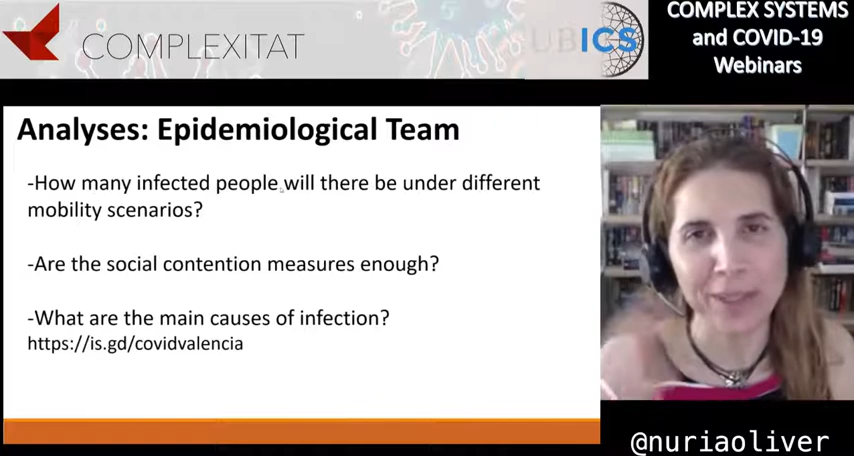 COMPLEXITAT
UBICS
COMPLEX SYSTEMS
and COVID-19
Webinars
Analyses: Epidemiological Team
-How many infected people will there be under different
mobility scenarios?
-Are the social contention measures enough?
-What are the main causes of infection?
https://is.gd/covidvalencia
@nuriaoliver